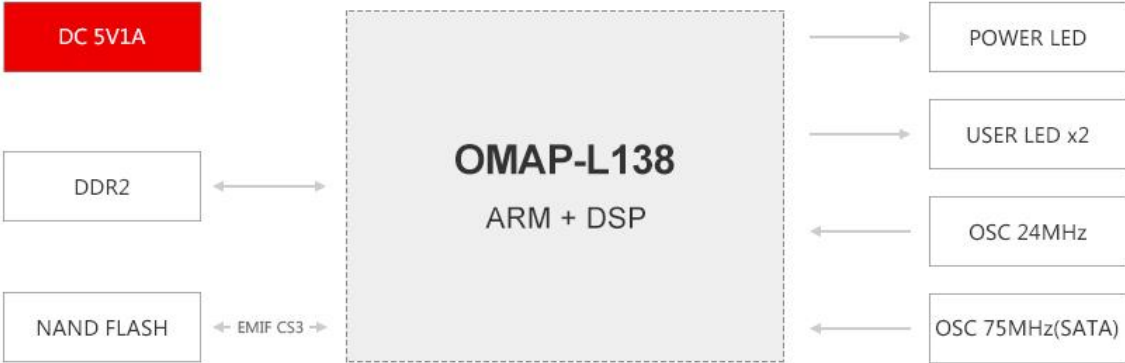 DC 5V1A
DDR2
NAND FLASH
EMIF CS3
OMAP-L138
ARM + DSP
POWER LED
USER LED x2
OSC 24MHz
OSC 75MHz(SATA)